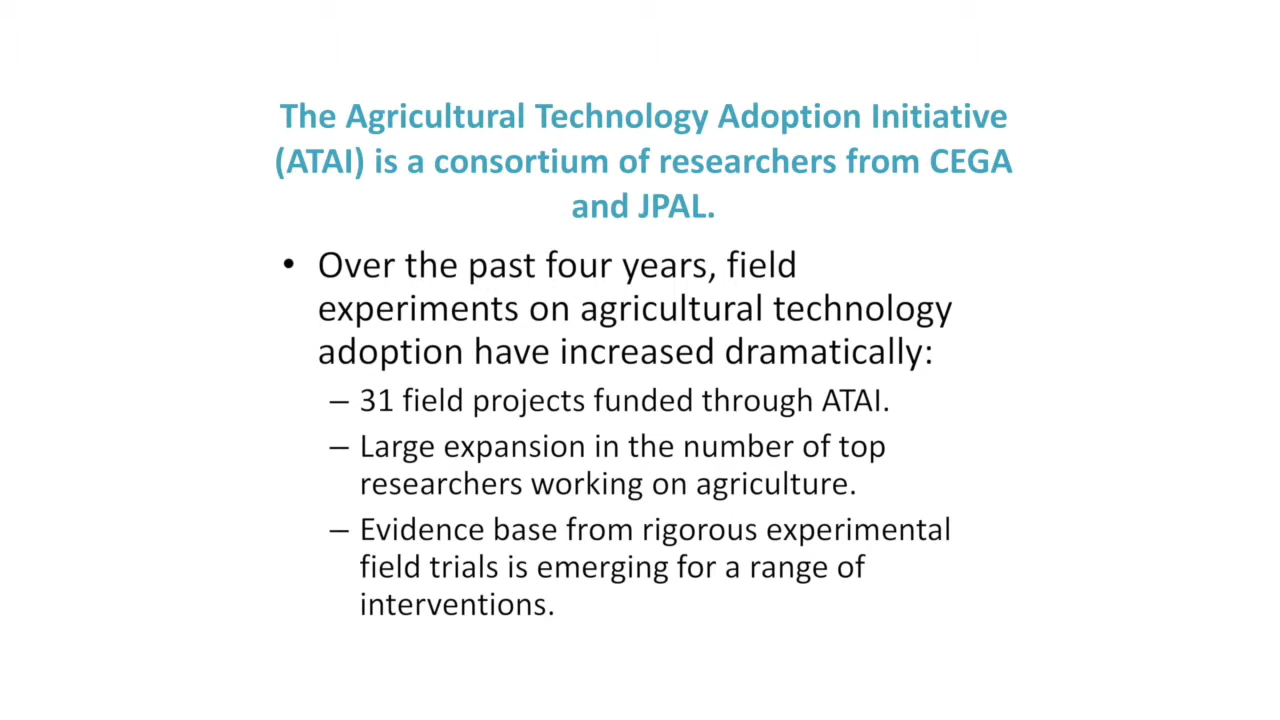 The Agricultural Technology Adoption Initiative
(ATAI) is a consortium of researchers from CEGA
and JPAL.
• Over the past four years, field
experiments on agricultural technology
adoption have increased dramatically:
– 31 field projects funded through ATAI.
– Large expansion in the number of top
researchers working on agriculture.
– Evidence base from rigorous experimental
field trials is emerging for a range of
interventions.